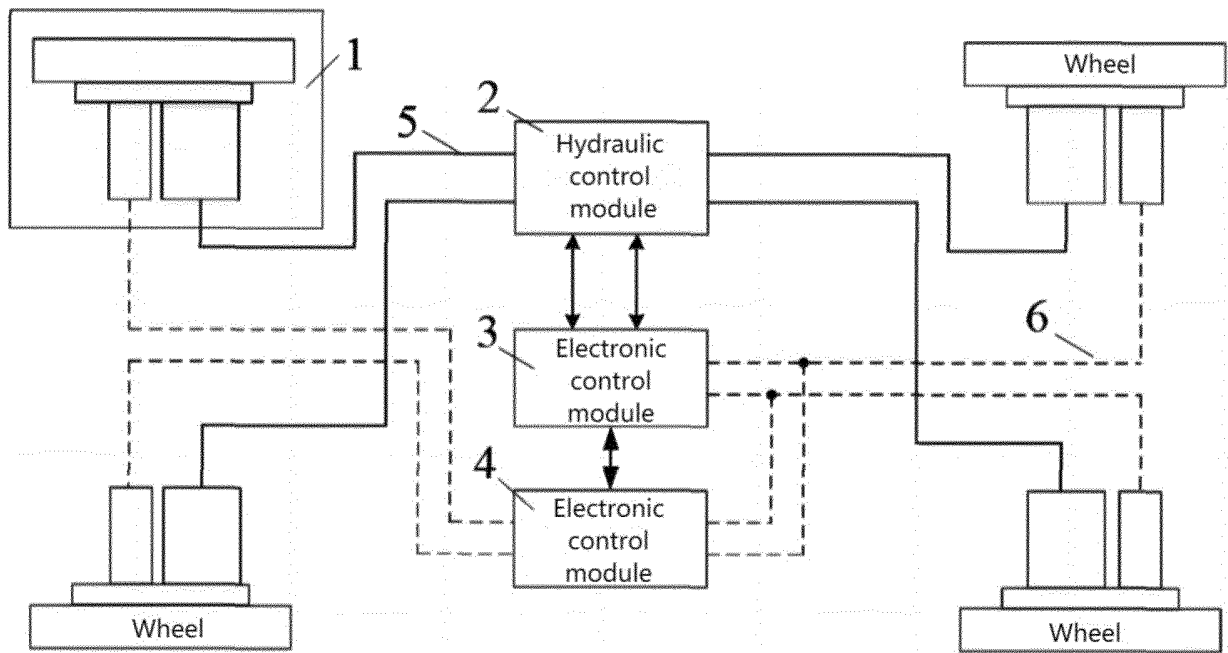 1
Wheel
2
5
Hydraulic
control
module
3
6
Electronic
control
module
4
Electronic
control
module
Wheel
Wheel